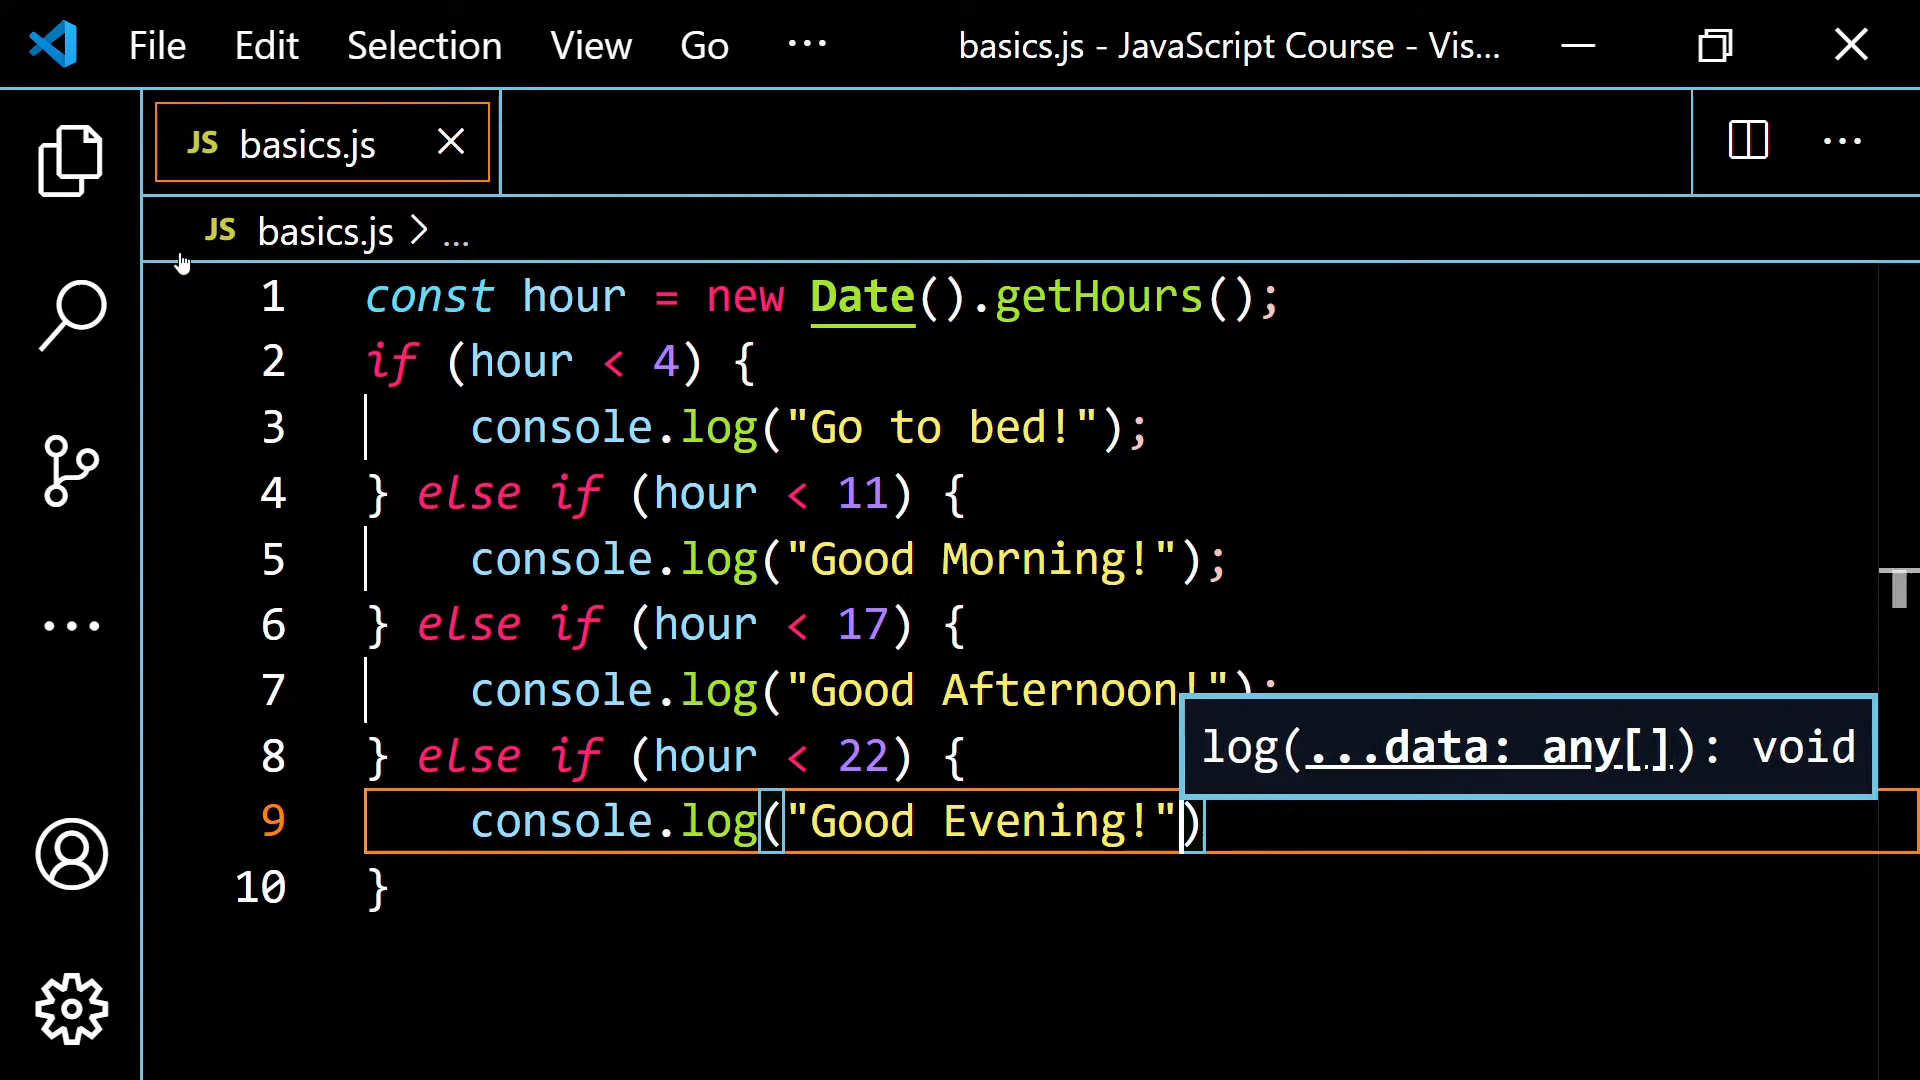 File Edit Selection View Go ··· basics.js - JavaScript Course - Vis...
JS basics.js
JS basics.js > ...
1 const hour = new Date().getHours();
2 if (hour < 4) {
3 console.log("Go to bed!");
4 } else if (hour < 11) {
5 console.log("Good Morning!");
6 } else if (hour < 17) {
7 console.log("Good Afternoon!");
log(...data: any[]): void
8 } else if (hour < 22) {
9 console.log("Good Evening!")
10 }